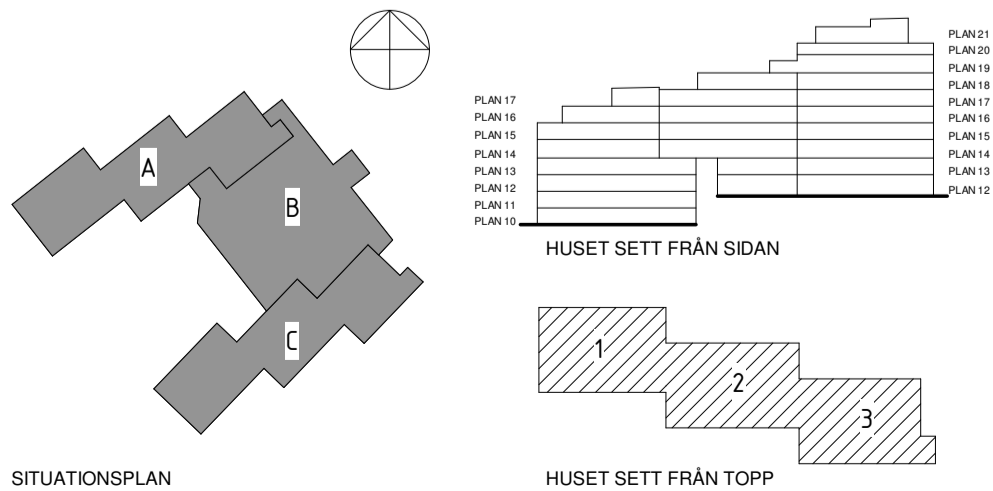 A
B
C
SITUATIONSPLAN
PLAN 17
PLAN 16
PLAN 15
PLAN 14
PLAN 13
PLAN 12
PLAN 11
PLAN 10
PLAN 21
PLAN 20
PLAN 19
PLAN 18
PLAN 17
PLAN 16
PLAN 15
PLAN 14
PLAN 13
PLAN 12
HUSET SETT FRÅN SIDAN
1
2
3
HUSET SETT FRÅN TOPP